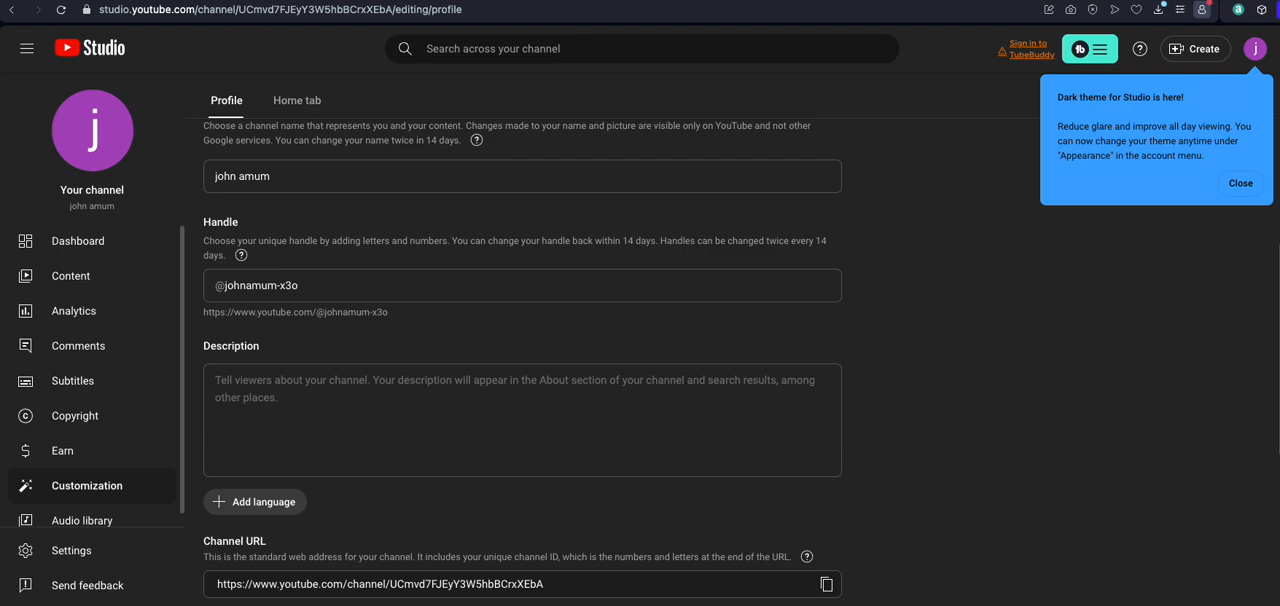 studio.youtube.com/channel/UCmvd7FJEyY3W5hbBCrxXEbA/editing/profile
a
Studio
Search across your channel
Sign in to
TubeBuddy
tb
?
Create
j
j
Your channel
john amum
Dashboard
Content
Analytics
Comments
Subtitles
Copyright
Earn
Customization
Audio library
Settings
Send feedback
Profile
Home tab
Choose a channel name that represents you and your content. Changes made to your name and picture are visible only on YouTube and not other
Google services. You can change your name twice in 14 days. ?
john amum
Handle
Choose your unique handle by adding letters and numbers. You can change your handle back within 14 days. Handles can be changed twice every 14
days. ?
@johnamum-x3o
https://www.youtube.com/@johnamum-x3o
Description
Tell viewers about your channel. Your description will appear in the About section of your channel and search results, among
other places.
+ Add language
Channel URL
This is the standard web address for your channel. It includes your unique channel ID, which is the numbers and letters at the end of the URL. ?
https://www.youtube.com/channel/UCmvd7FJEyY3W5hbBCrxXEbA
Dark theme for Studio is here!
Reduce glare and improve all day viewing. You
can now change your theme anytime under
"Appearance" in the account menu.
Close